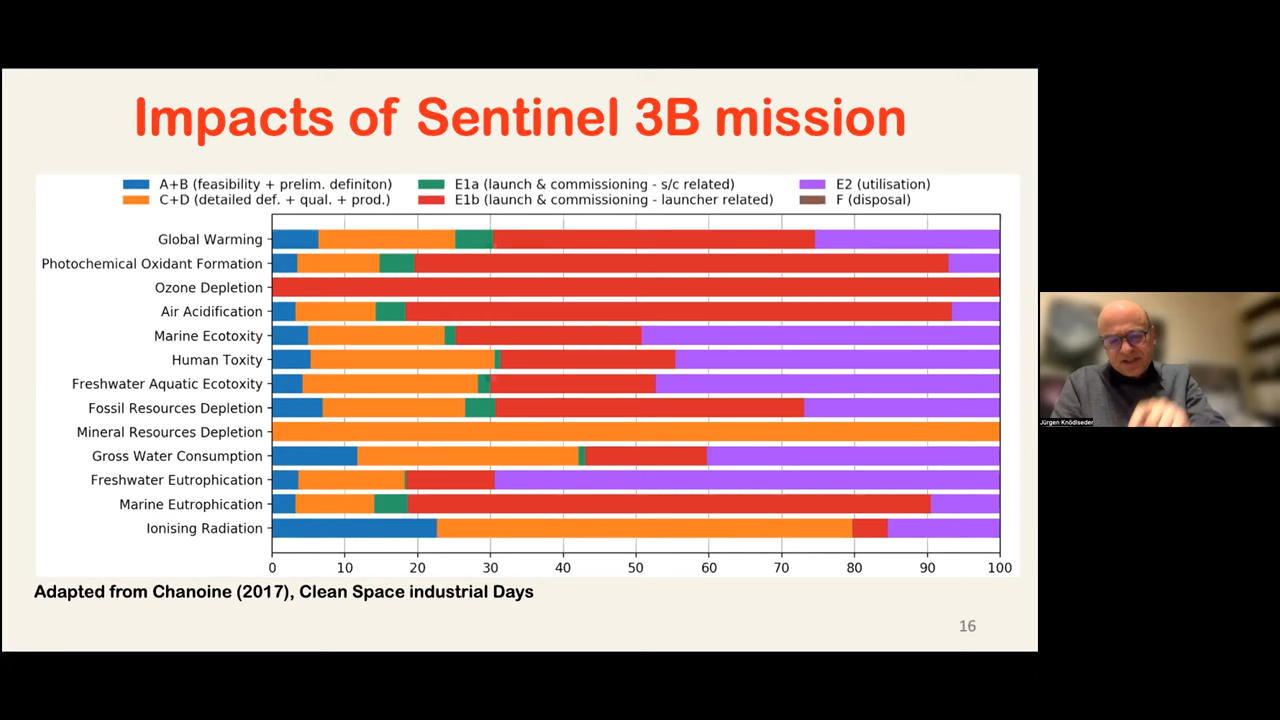 Impacts of Sentinel 3B mission
A+B (feasibility + prelim. definiton)
C+D (detailed def. + qual. + prod.)
E1a (launch & commissioning - s/c related)
E1b (launch & commissioning - launcher related)
E2 (utilisation)
F (disposal)
Global Warming
Photochemical Oxidant Formation
Ozone Depletion
Air Acidification
Marine Ecotoxity
Human Toxity
Freshwater Aquatic Ecotoxity
Fossil Resources Depletion
Mineral Resources Depletion
Gross Water Consumption
Freshwater Eutrophication
Marine Eutrophication
Ionising Radiation
0 10 20 30 40 50 60 70 80 90 100
Adapted from Chanoine (2017), Clean Space industrial Days
16
Jürgen Knödlseder